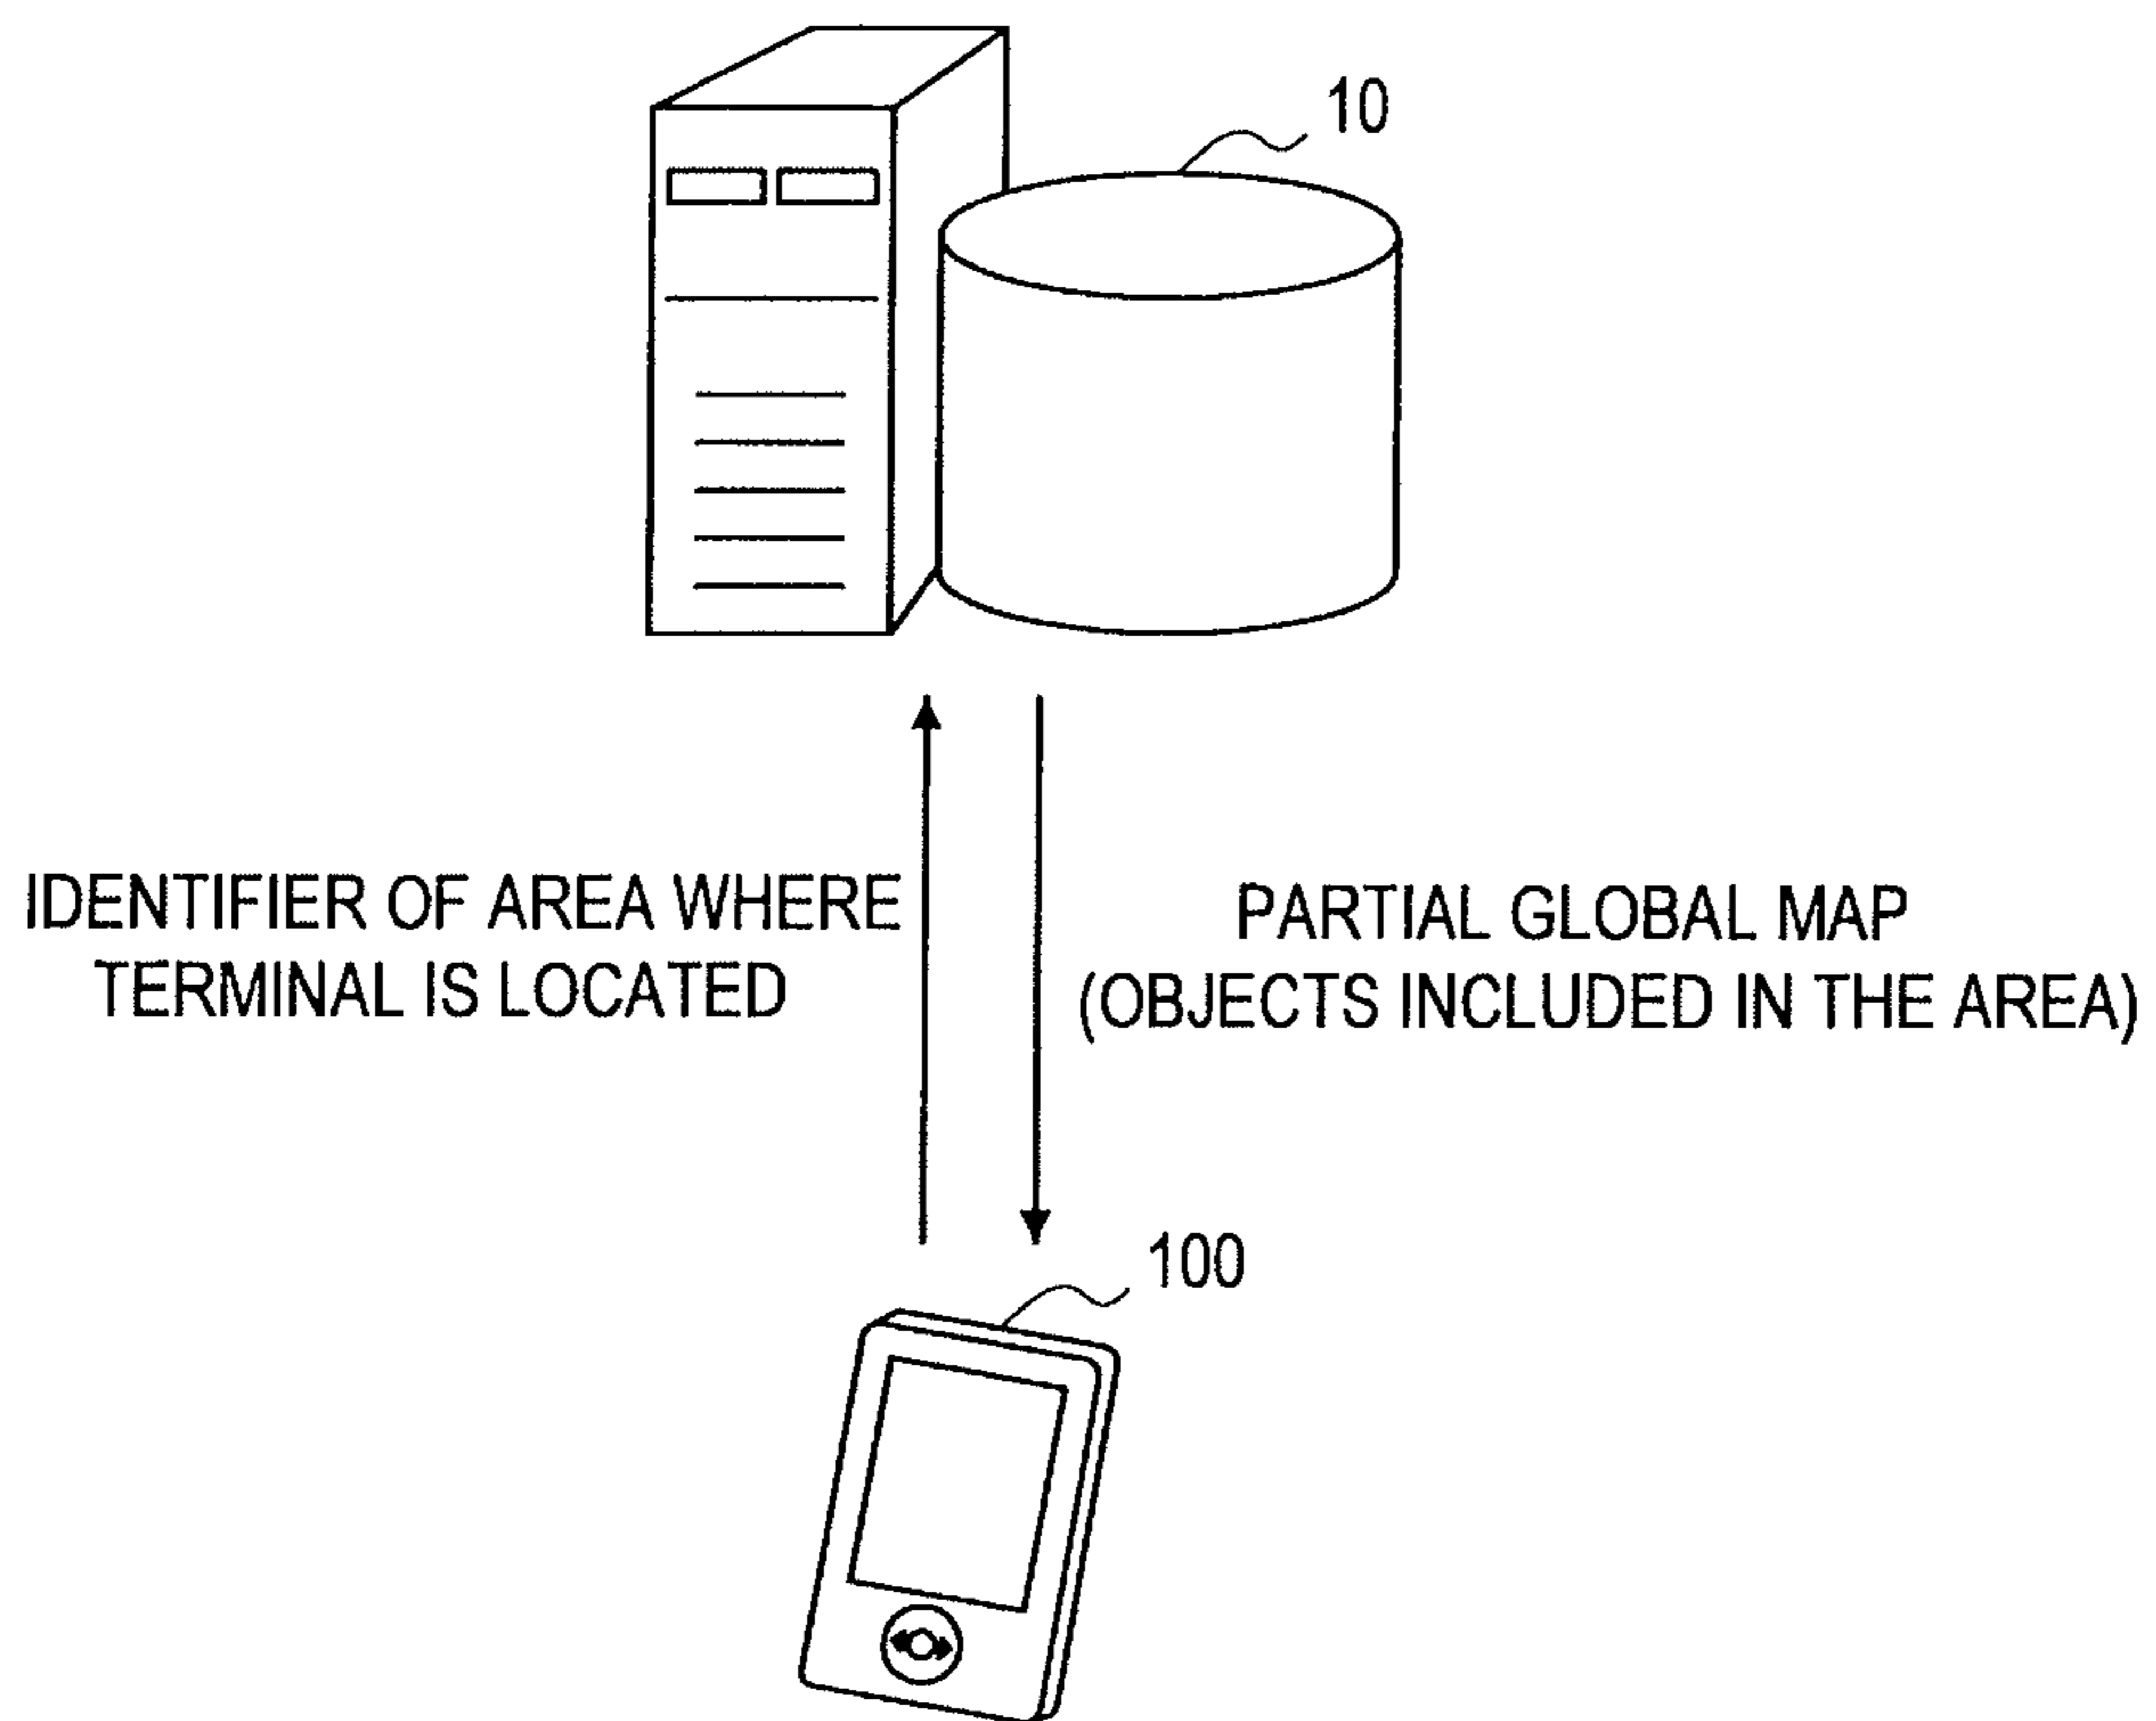 10
IDENTIFIER OF AREA WHERE
TERMINAL IS LOCATED
PARTIAL GLOBAL MAP
(OBJECTS INCLUDED IN THE AREA)
100